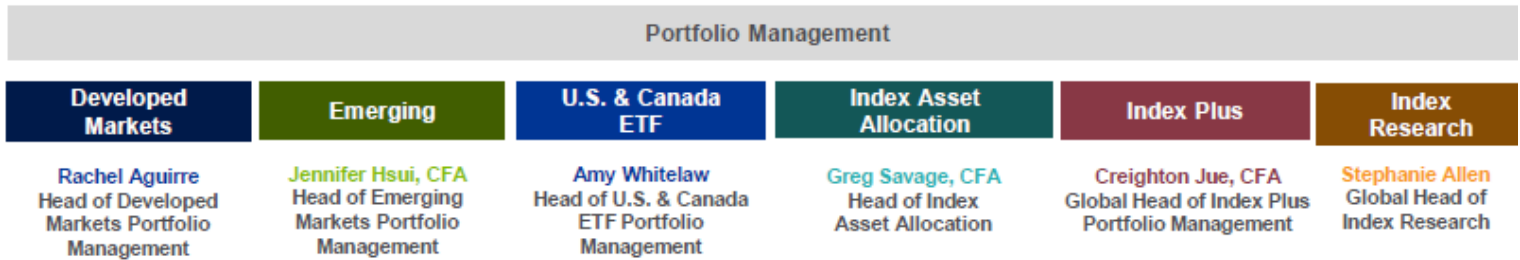 Portfolio Management
Developed
Markets
Rachel Aguirre
Head of Developed
Markets Portfolio
Management
Emerging
Jennifer Hsui, CFA
Head of Emerging
Markets Portfolio
Management
U.S. & Canada
ETF
Amy Whitelaw
Head of U.S. & Canada
ETF Portfolio
Management
Index Asset
Allocation
Greg Savage, CFA
Head of Index
Asset Allocation
Index Plus
Creighton Jue, CFA
Global Head of Index Plus
Portfolio Management
Index
Research
Stephanie Allen
Global Head of
Index Research